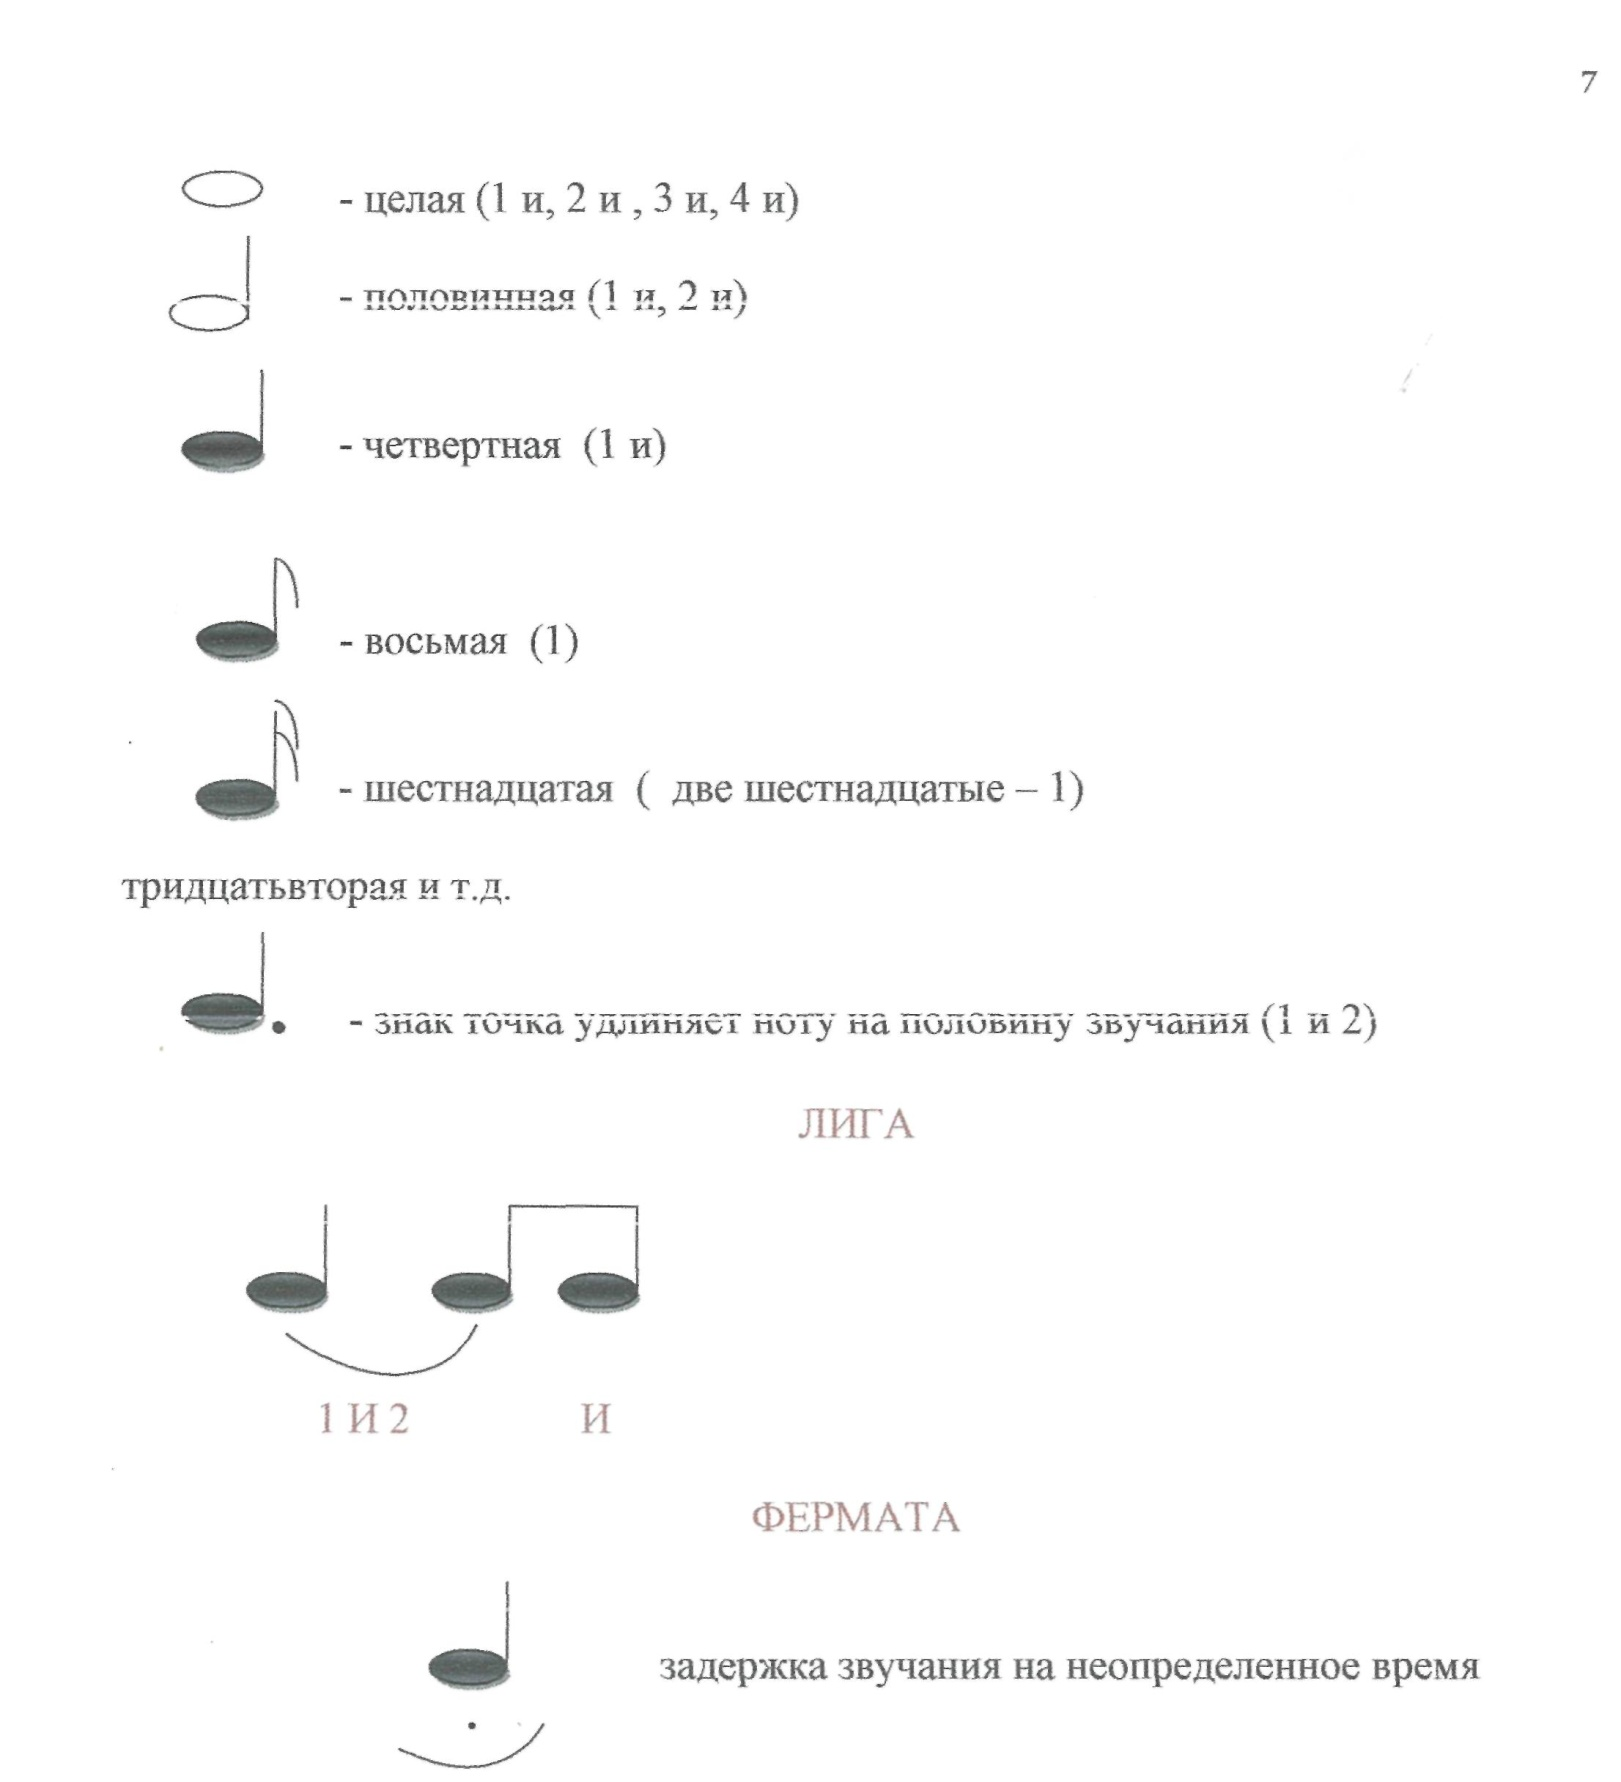 7
- целая (1 и, 2 и , 3 и, 4 и)
- половинная (1 и, 2 и)
- четвертная (1 и)
- восьмая (1)
- шестнадцатая ( две шестнадцатые – 1)
тридцатьвторая и т.д.
- знак точка удлиняет ноту на половину звучания (1 и 2)
ЛИГА
1 И 2 И
ФЕРМАТА
задержка звучания на неопределенное время